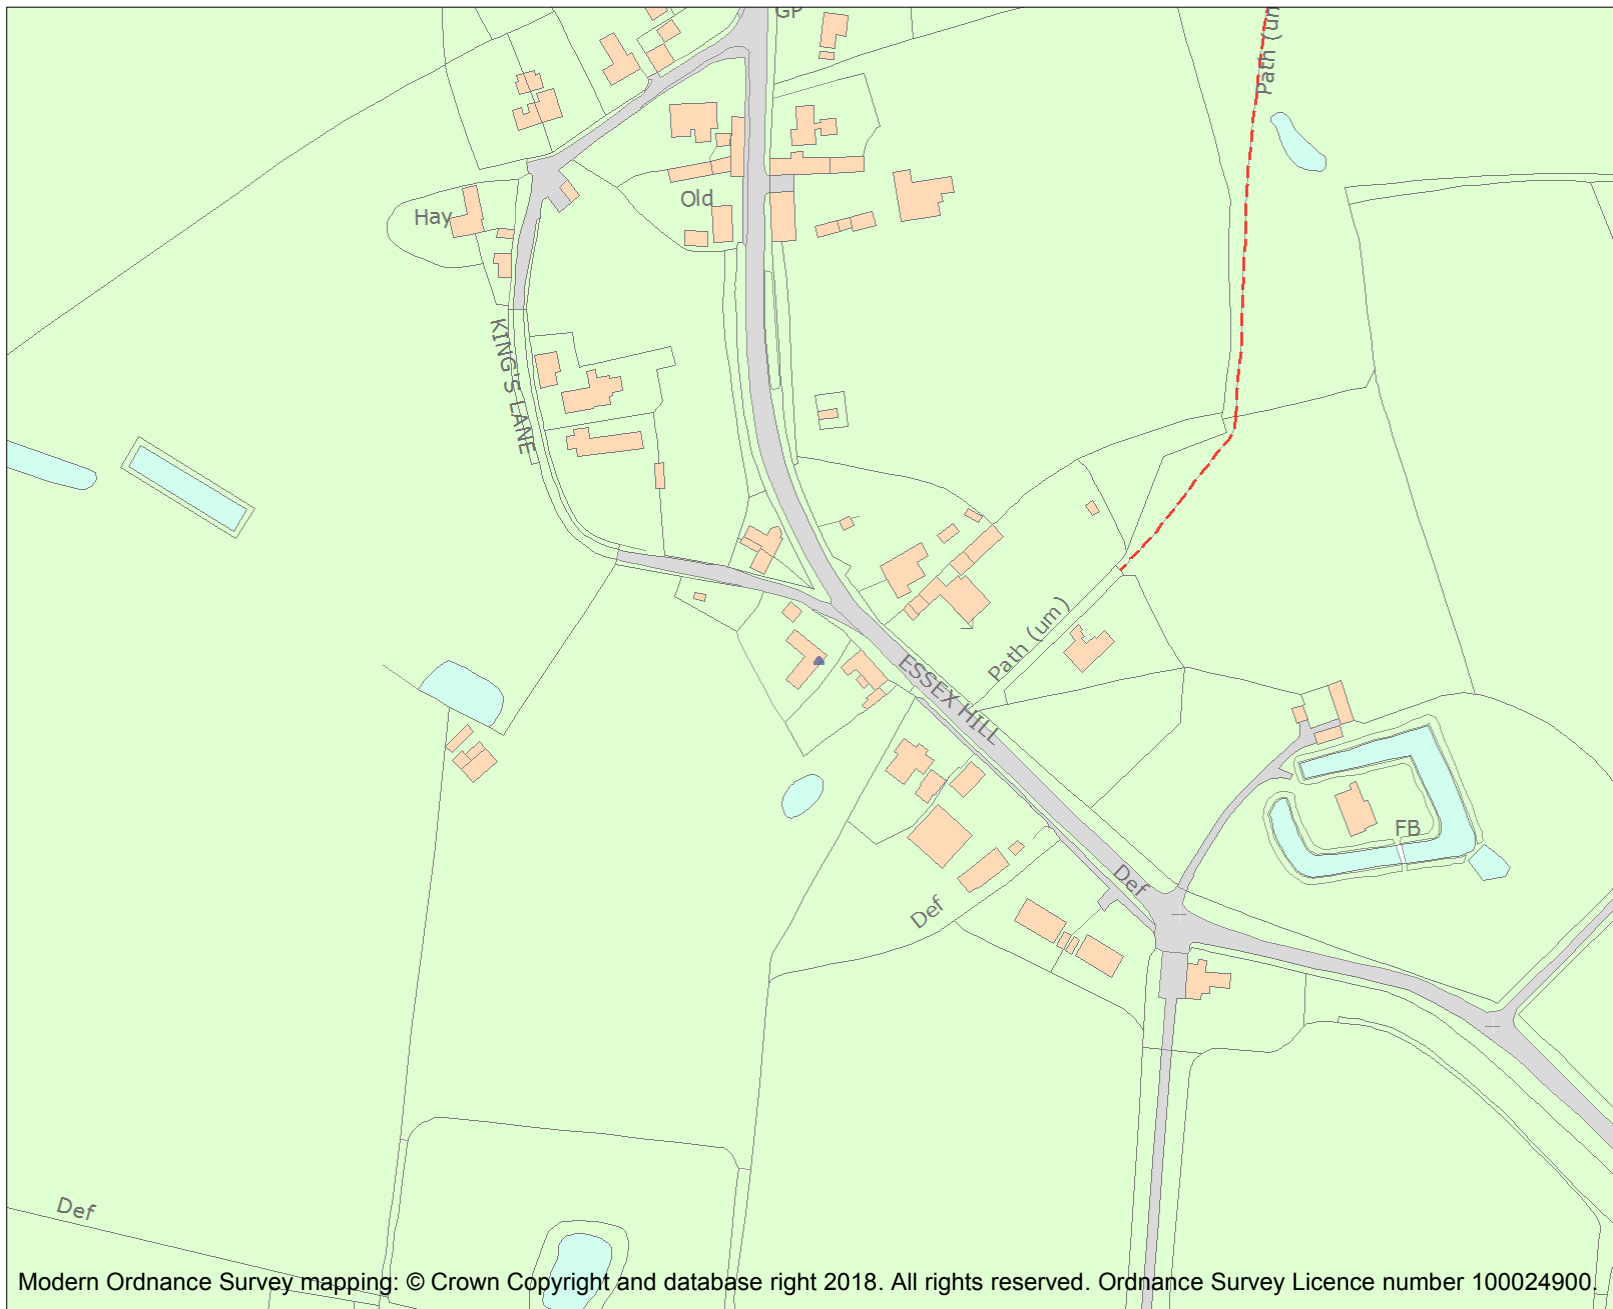 GP
Path (un
Old
Hay
KING'S LANE
Path (um)
ESSEX HILL
FB
Def
Def
Def
Modern Ordnance Survey mapping: © Crown Copyright and database right 2018. All rights reserved. Ordnance Survey Licence number 100024900.